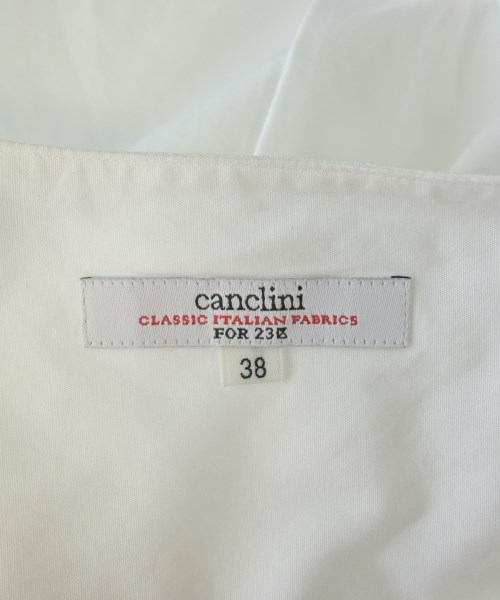 canclini
CLASSIC ITALIAN FABRICS
FOR 23区
38